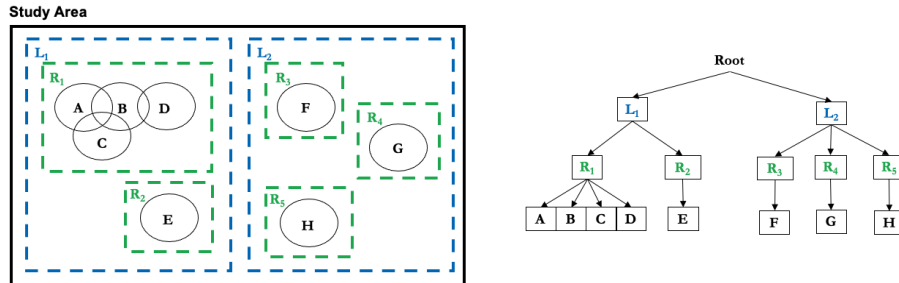 Study Area
L1
R1
A B D
C
R2
E
L2
R3
F
R4
G
R5
H
Root
L1 L2
R1 R2 R3 R4 R5
A B C D E F G H